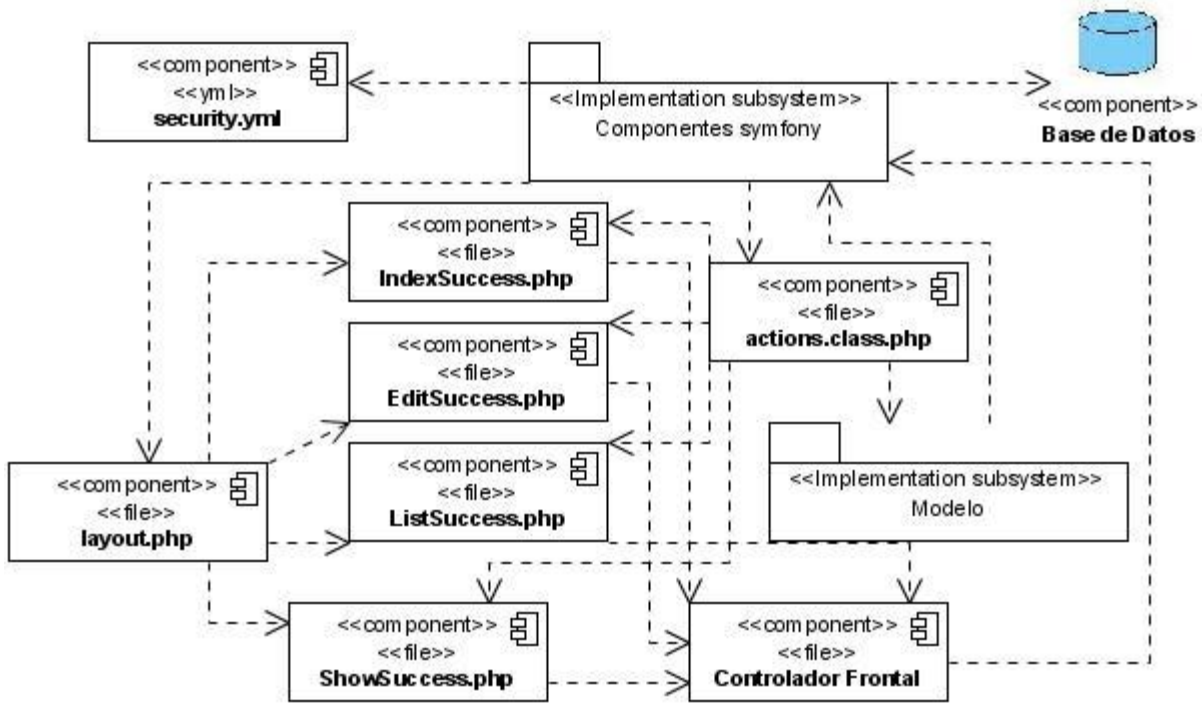 <<component>>
<<yml>>
security.yml
<<Implementation subsystem>>
Componentes symfony
<<component>>
Base de Datos
<<component>>
<<file>>
IndexSuccess.php
<<component>>
<<file>>
actions.class.php
<<component>>
<<file>>
EditSuccess.php
<<component>>
<<file>>
ListSuccess.php
<<component>>
<<file>>
layout.php
<<Implementation subsystem>>
Modelo
<<component>>
<<file>>
ShowSuccess.php
<<component>>
<<file>>
Controlador Frontal